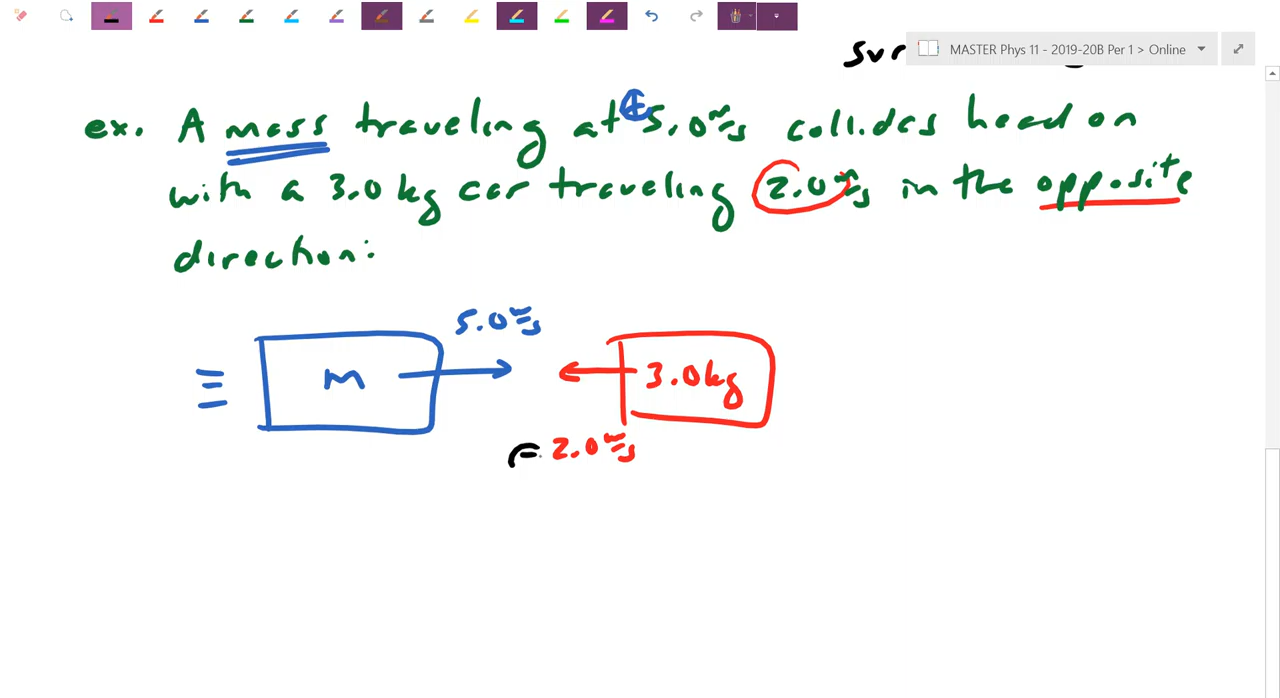 MASTER Phys 11 - 2019-20B Per 1 > Online
ex. A mass traveling at +5.0 m/s collides head on
with a 3.0 kg car traveling 2.0 m/s in the opposite
direction:
5.0 m/s
m
3.0 kg
-2.0 m/s